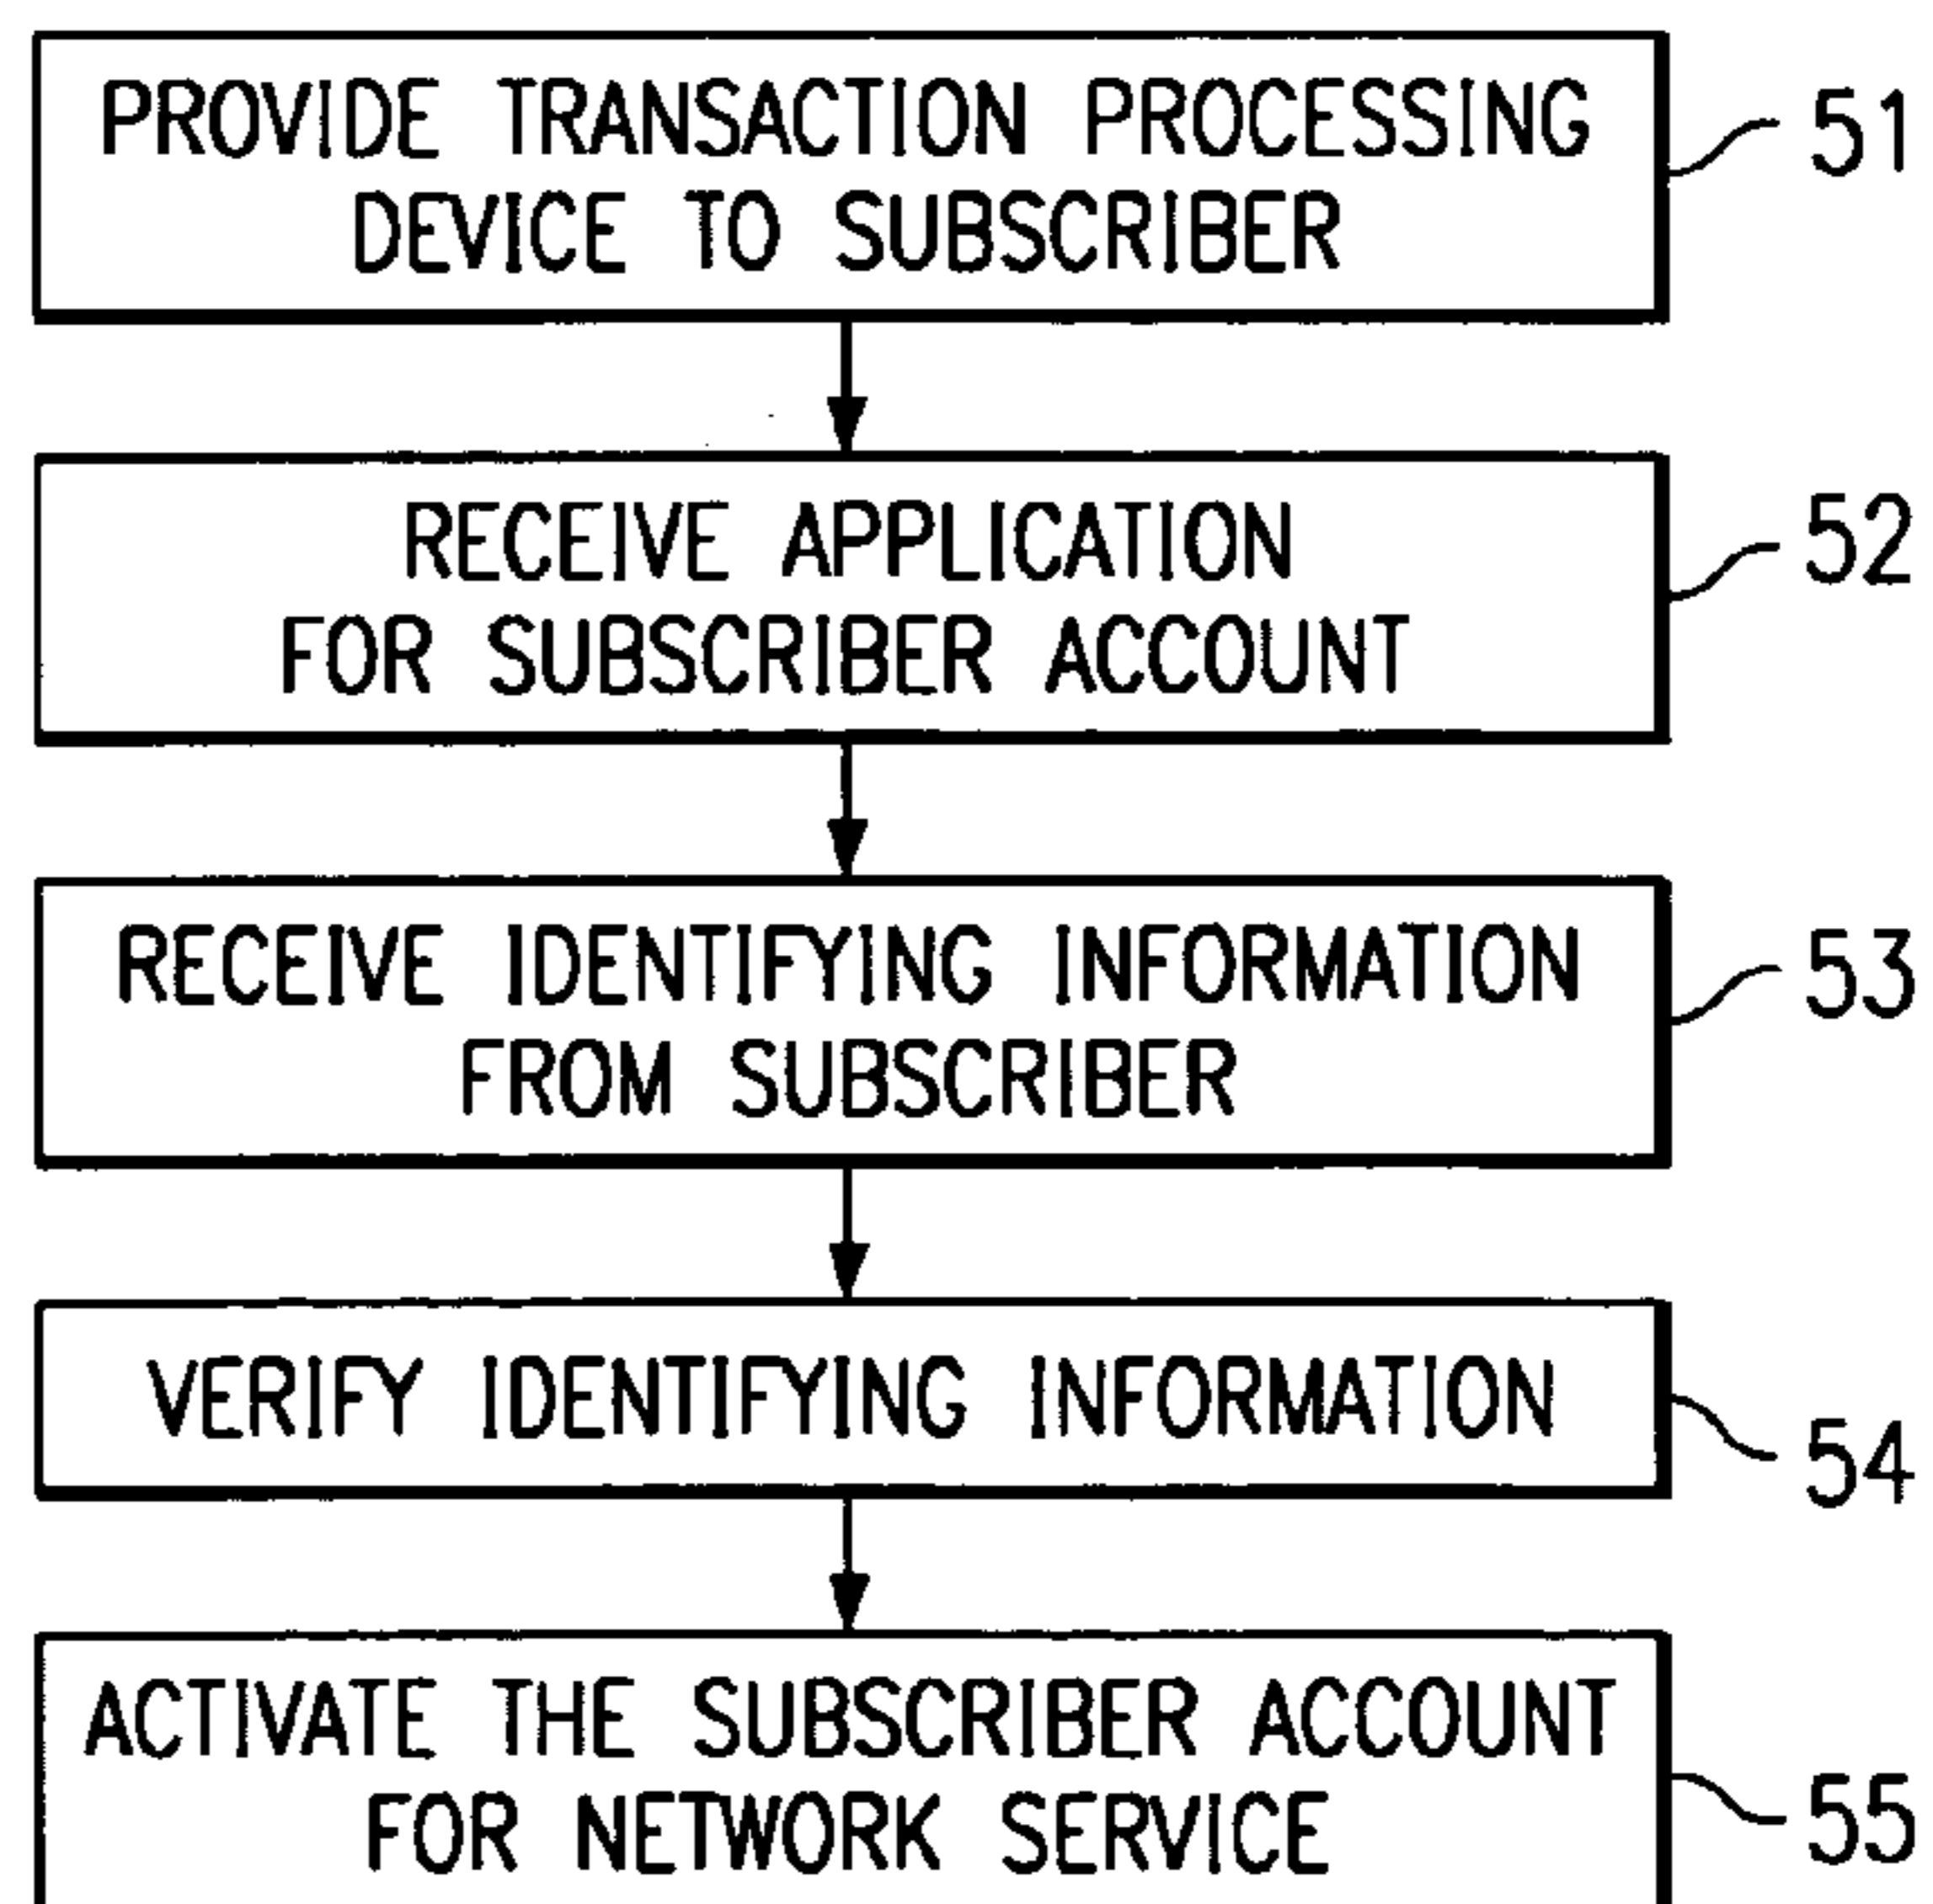 PROVIDE TRANSACTION PROCESSING
DEVICE TO SUBSCRIBER
51
RECEIVE APPLICATION
FOR SUBSCRIBER ACCOUNT
52
RECEIVE IDENTIFYING INFORMATION
FROM SUBSCRIBER
53
VERIFY IDENTIFYING INFORMATION
54
ACTIVATE THE SUBSCRIBER ACCOUNT
FOR NETWORK SERVICE
55